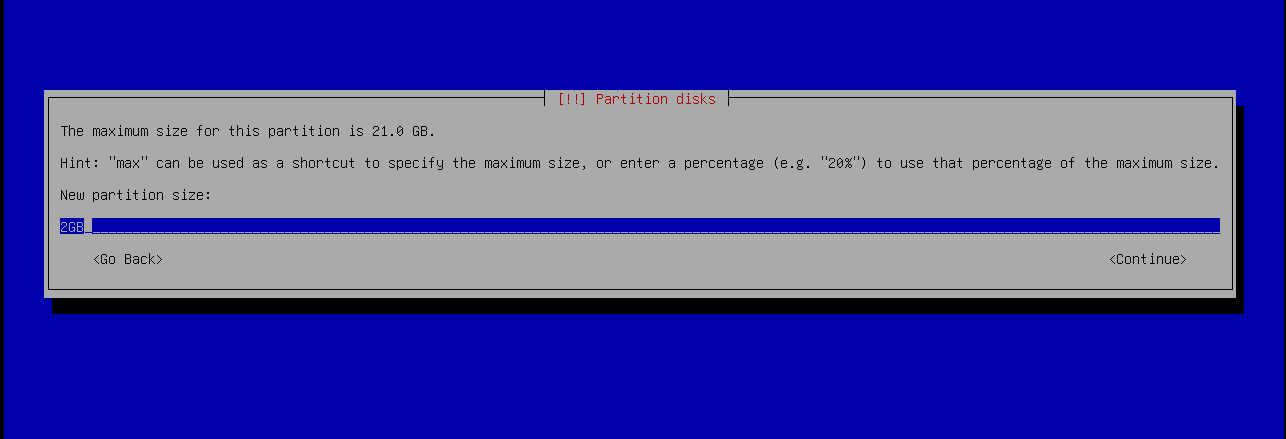 [!!] Partition disks
The maximum size for this partition is 21.0 GB.
Hint: "max" can be used as a shortcut to specify the maximum size, or enter a percentage (e.g. "20%") to use that percentage of the maximum size.
New partition size:
2GB
<Go Back> <Continue>